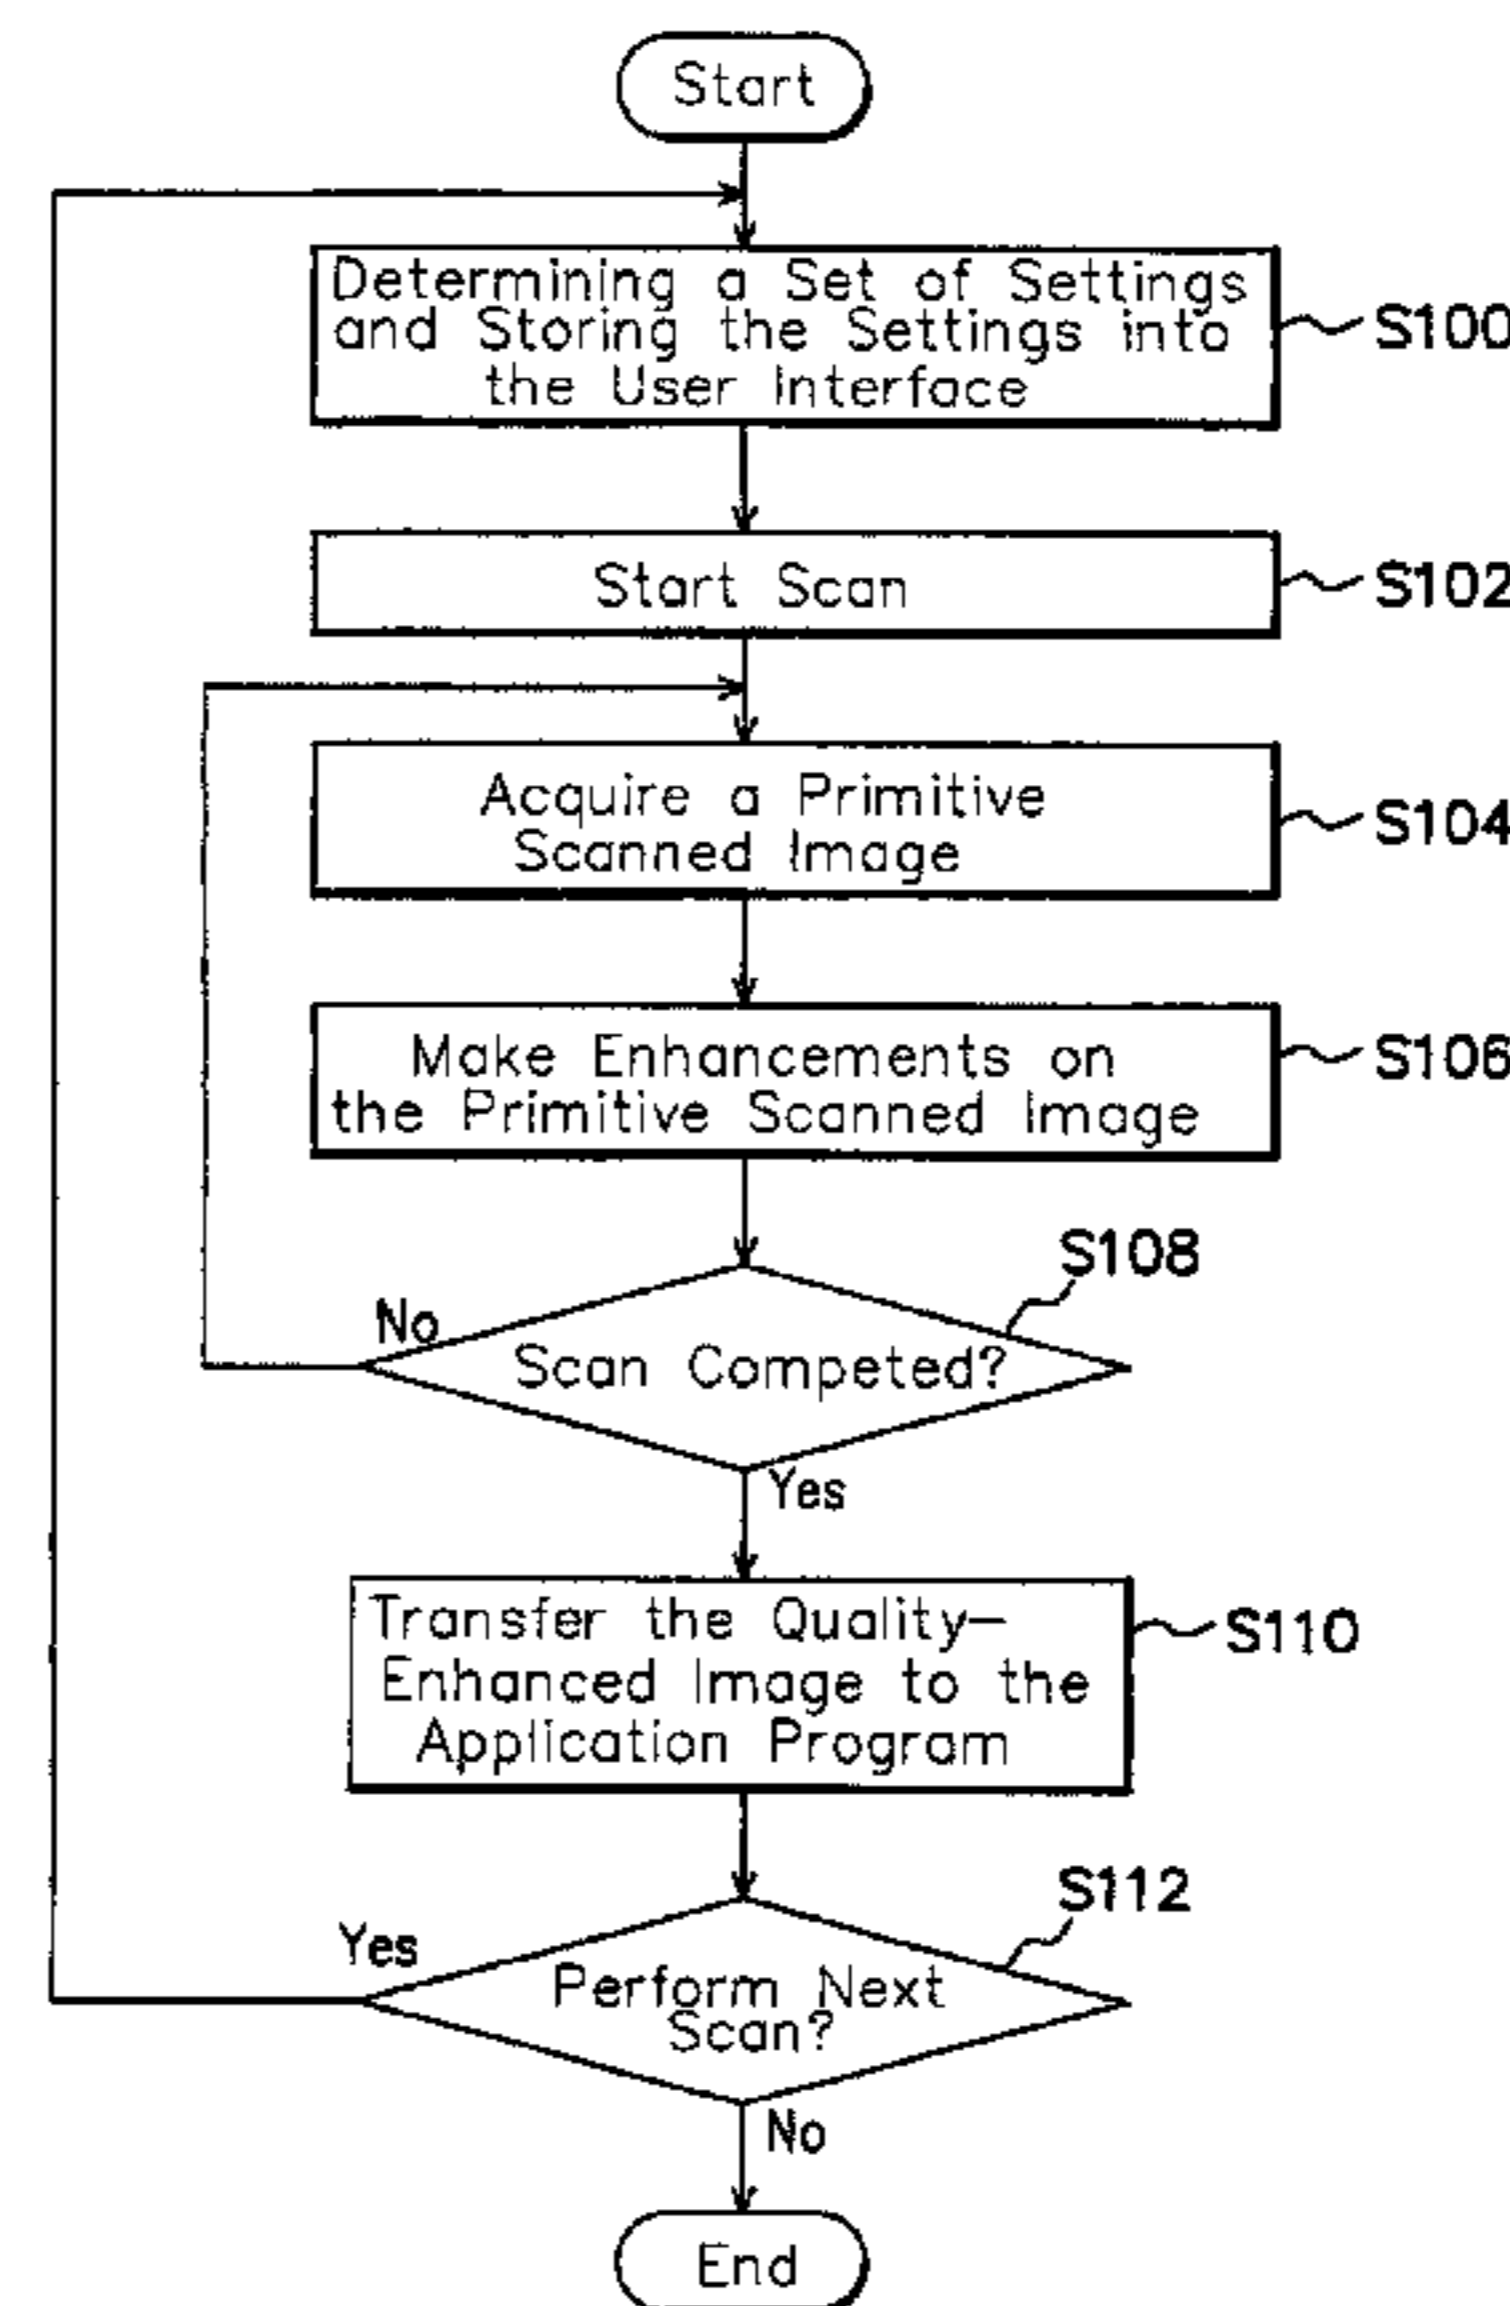 Start
Determining a Set of Settings
and Storing the Settings into
the User Interface
S100
Start Scan
S102
Acquire a Primitive
Scanned Image
S104
Make Enhancements on
the Primitive Scanned Image
S106
S108
No
Scan Competed?
Yes
Transfer the Quality-
Enhanced Image to the
Application Program
S110
S112
Yes
Perform Next
Scan?
No
End